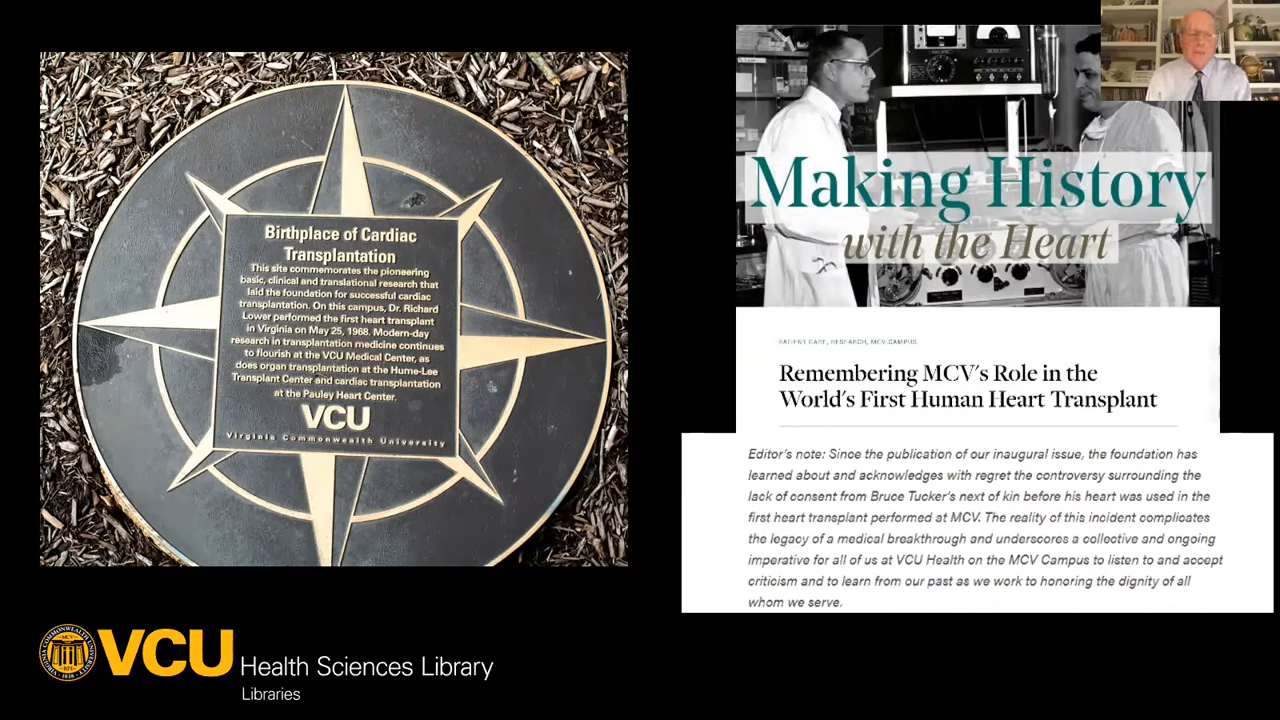 Birthplace of Cardiac
Transplantation
This site commemorates the pioneering
basic, clinical and translational research that
laid the foundation for successful cardiac
transplantation. On this campus, Dr. Richard
Lower performed the first heart transplant
in Virginia on May 25, 1968. Modern-day
research in transplantation medicine continues
to flourish at the VCU Medical Center, as
does organ transplantation at the Hume-Lee
Transplant Center and cardiac transplantation
at the Pauley Heart Center.
VCU
Virginia Commonwealth University
Making History
with the Heart
PATIENT CARE, RESEARCH, MCV CAMPUS
Remembering MCV's Role in the
World's First Human Heart Transplant
Editor's note: Since the publication of our inaugural issue, the foundation has
learned about and acknowledges with regret the controversy surrounding the
lack of consent from Bruce Tucker's next of kin before his heart was used in the
first heart transplant performed at MCV. The reality of this incident complicates
the legacy of a medical breakthrough and underscores a collective and ongoing
imperative for all of us at VCU Health on the MCV Campus to listen to and accept
criticism and to learn from our past as we work to honoring the dignity of all
whom we serve.
VCU Health Sciences Library
Libraries